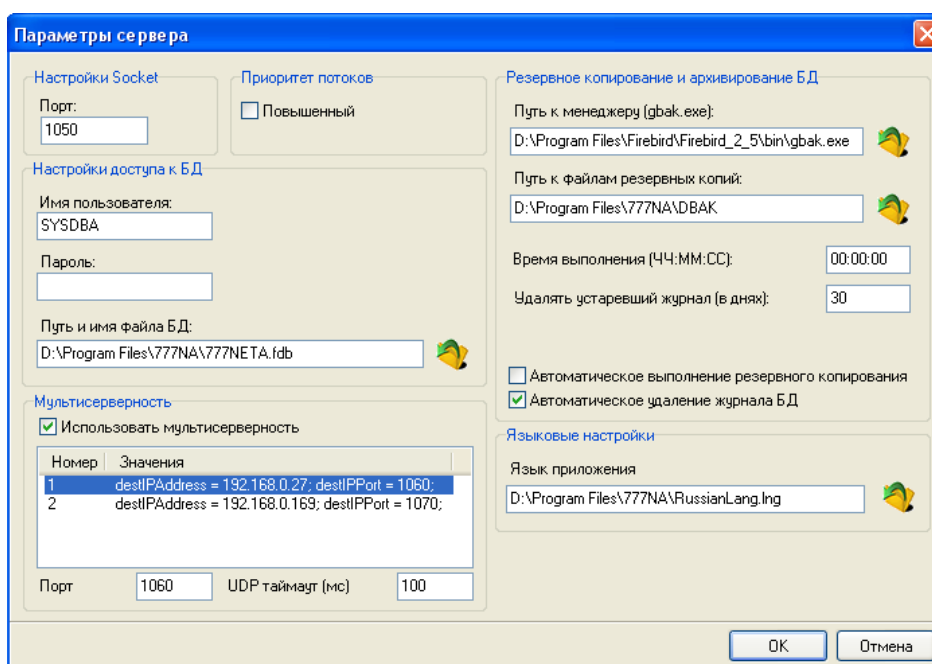 Параметры сервера
Настройки Socket
Порт:
1050
Приоритет потоков
Повышенный
Настройки доступа к БД
Имя пользователя:
SYSDBA
Пароль:
Путь и имя файла БД:
D:\Program Files\777NA\777NETA.fdb
Мультисерверность
Использовать мультисерверность
Номер Значения
1 destIPAddress = 192.168.0.27; destIPPort = 1060;
2 destIPAddress = 192.168.0.169; destIPPort = 1070;
Порт 1060 UDP таймаут (мс) 100
Резервное копирование и архивирование БД
Путь к менеджеру (gbak.exe):
D:\Program Files\Firebird\Firebird_2_5\bin\gbak.exe
Путь к файлам резервных копий:
D:\Program Files\777NA\DBAK
Время выполнения (ЧЧ:ММ:СС): 00:00:00
Удалять устаревший журнал (в днях): 30
Автоматическое выполнение резервного копирования
Автоматическое удаление журнала БД
Языковые настройки
Язык приложения
D:\Program Files\777NA\RussianLang.lng
OK Отмена